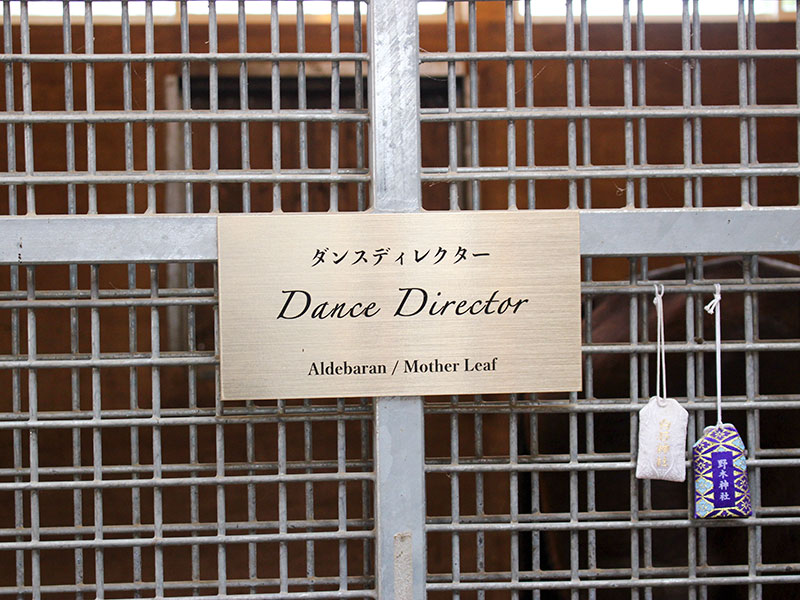 ダンスディレクター
Dance Director
Aldebaran / Mother Leaf
野木神社